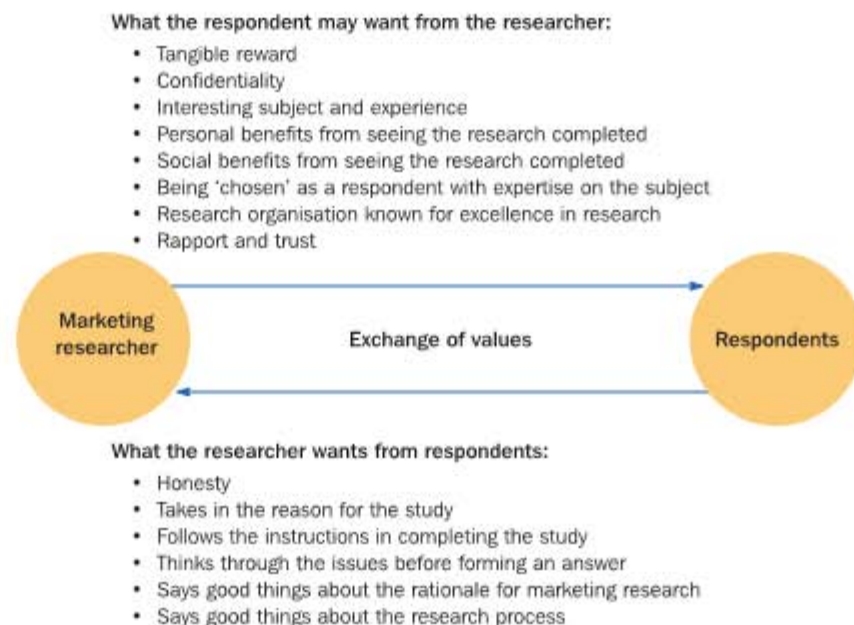 What the respondent may want from the researcher:
• Tangible reward
• Confidentiality
• Interesting subject and experience
• Personal benefits from seeing the research completed
• Social benefits from seeing the research completed
• Being ‘chosen’ as a respondent with expertise on the subject
• Research organisation known for excellence in research
• Rapport and trust
Marketing
researcher
Exchange of values
Respondents
What the researcher wants from respondents:
• Honesty
• Takes in the reason for the study
• Follows the instructions in completing the study
• Thinks through the issues before forming an answer
• Says good things about the rationale for marketing research
• Says good things about the research process